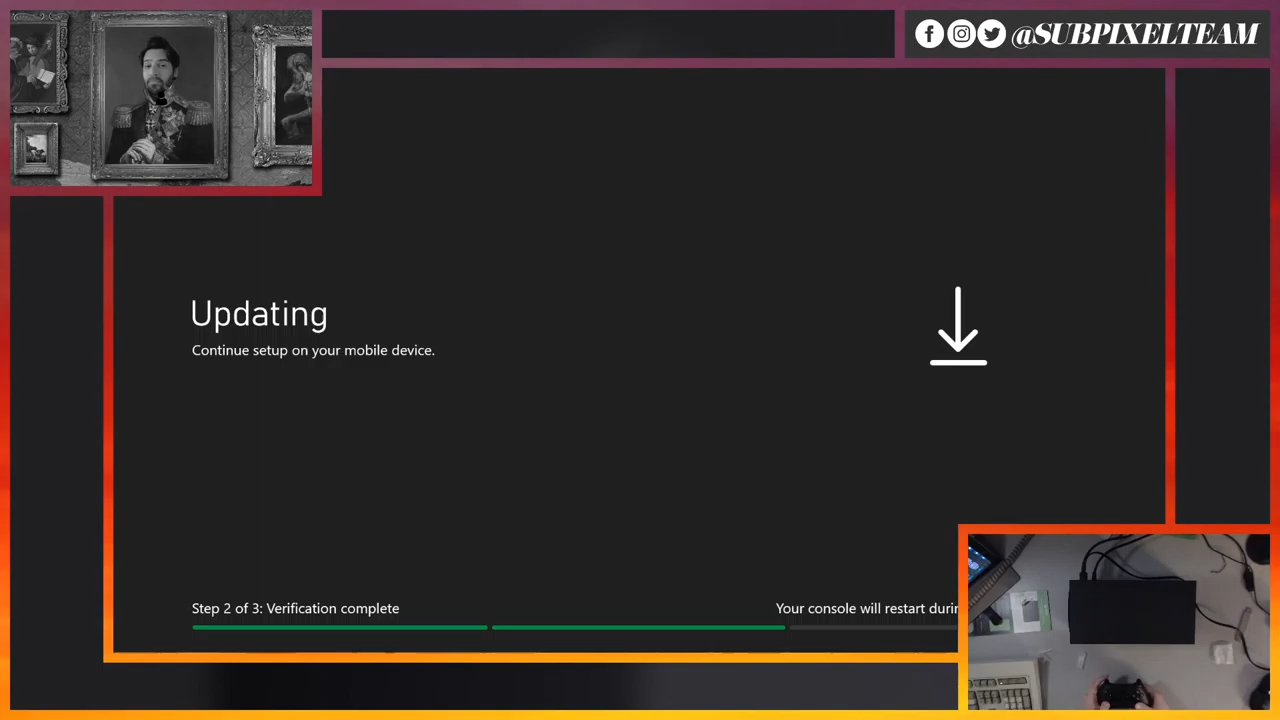 @SUBPIXELTEAM
Updating
Continue setup on your mobile device.
Step 2 of 3: Verification complete
Your console will restart durin